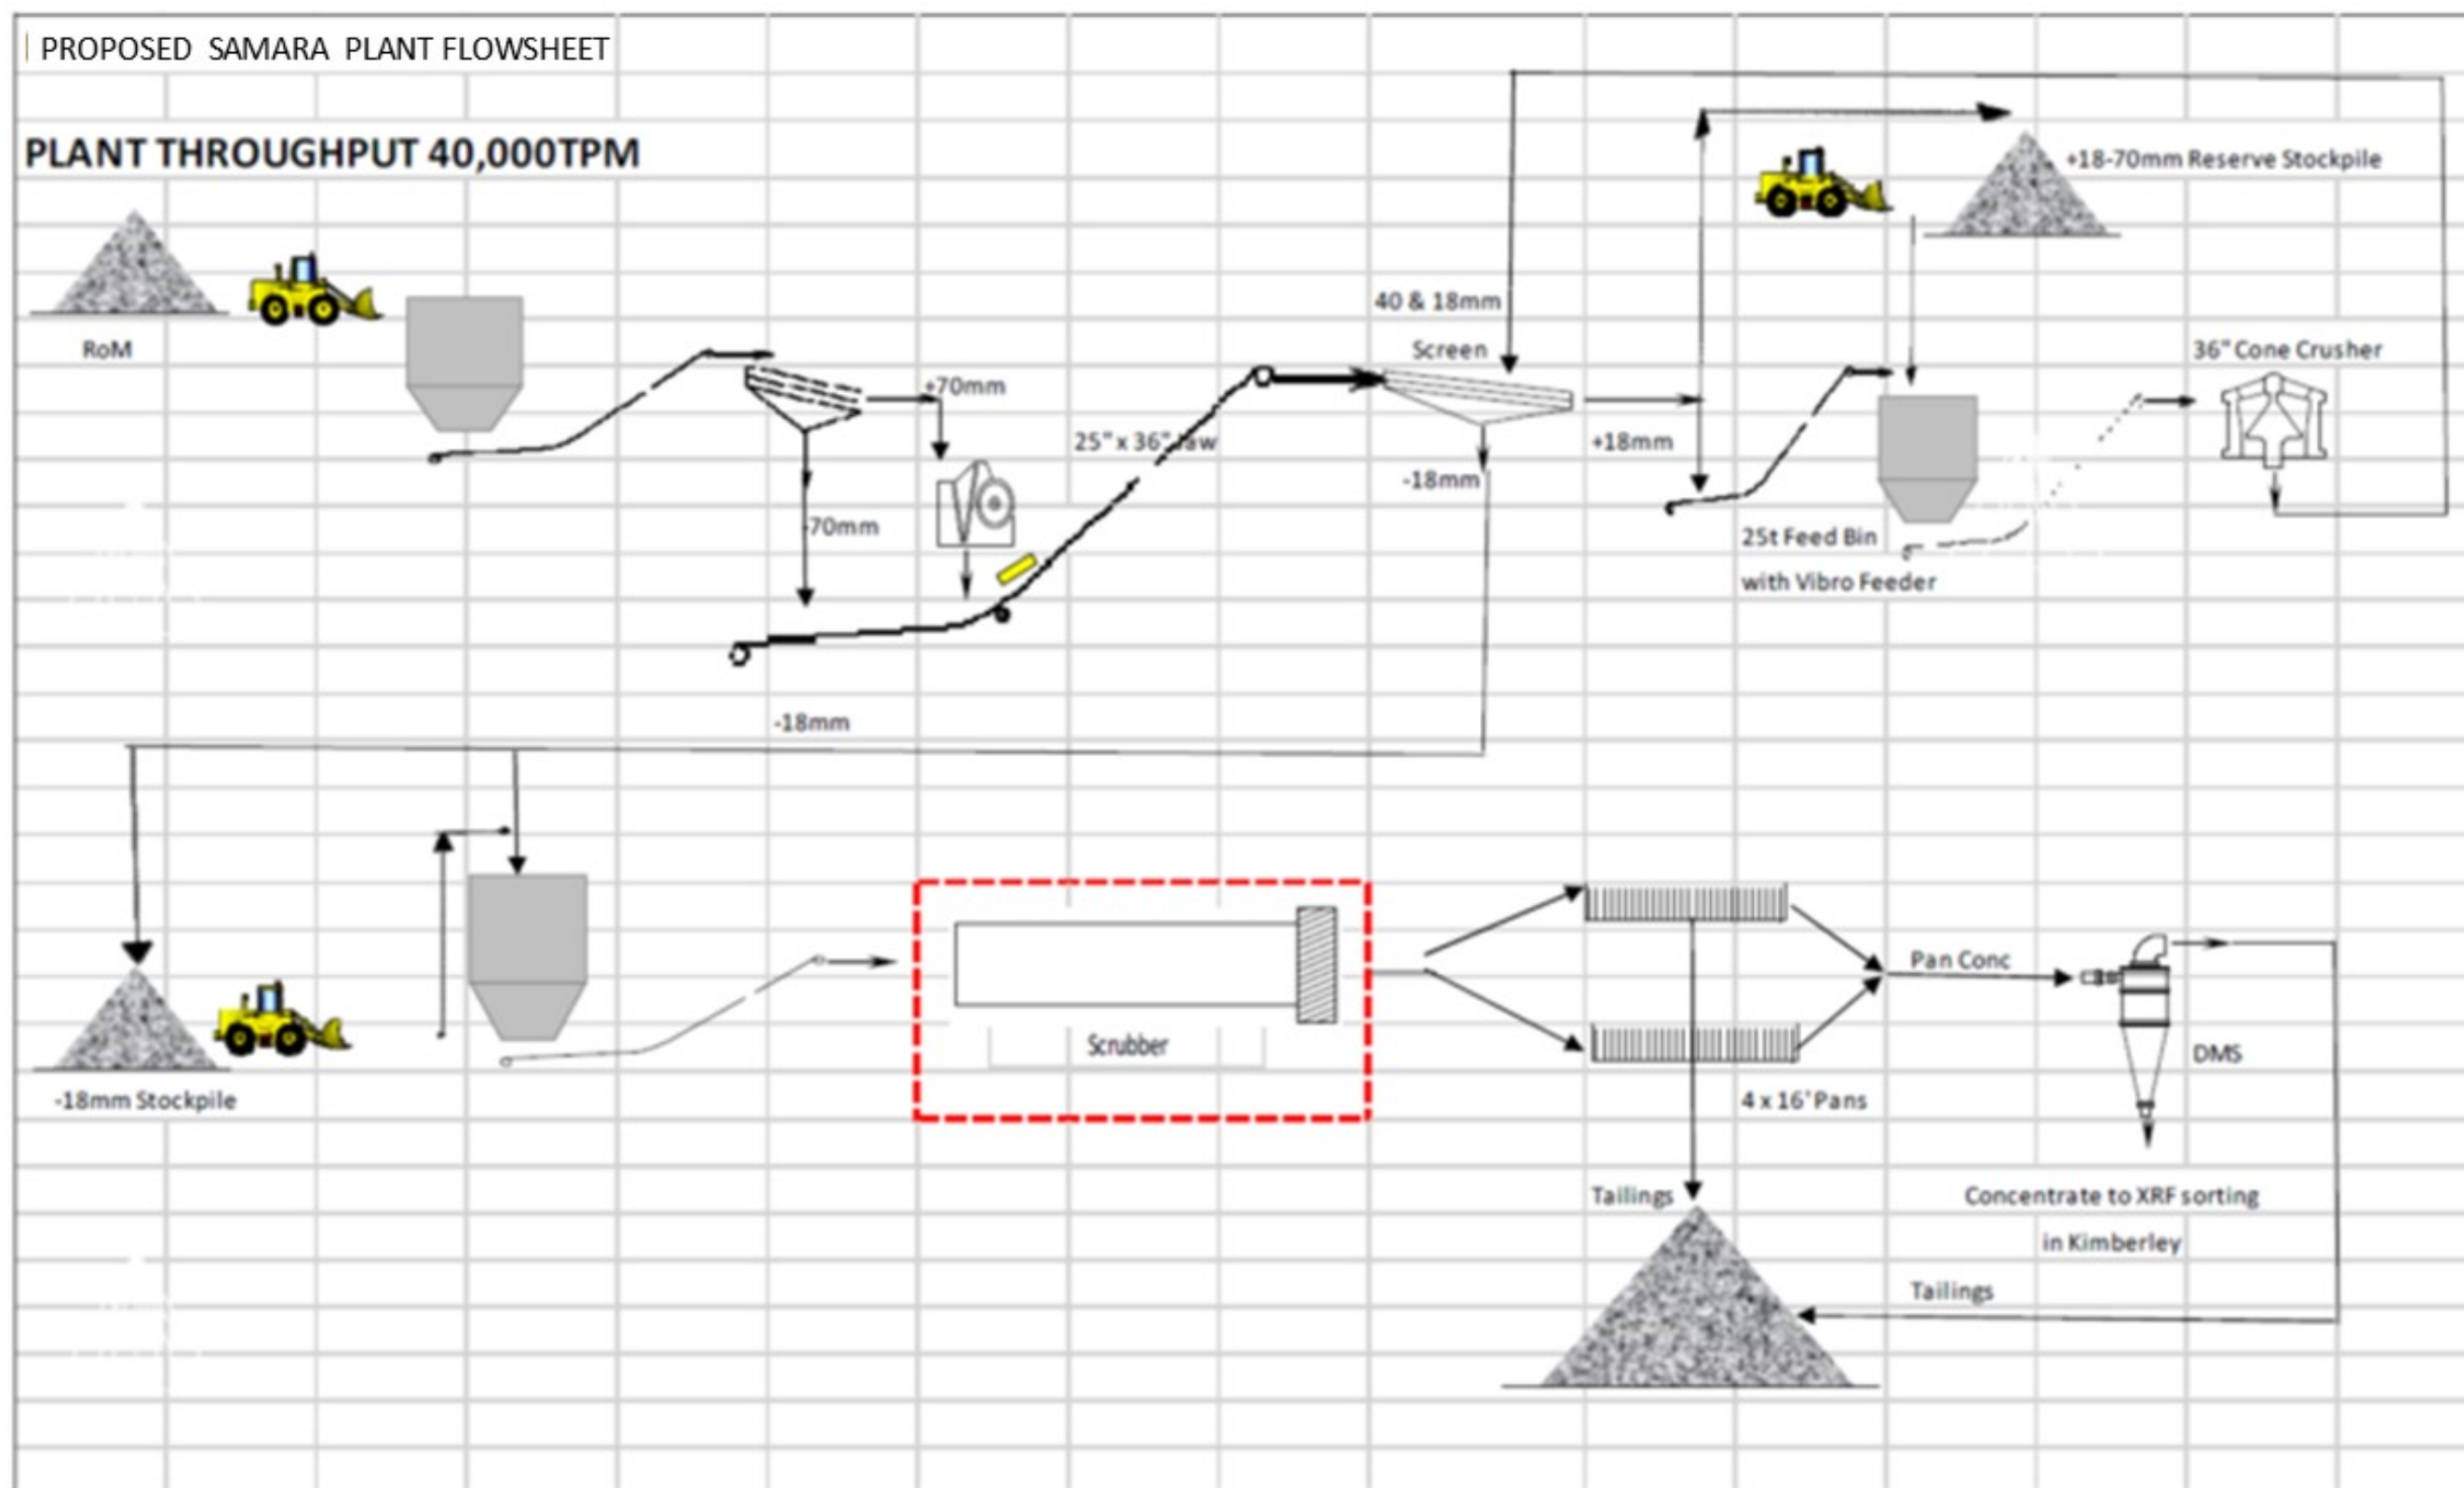 PROPOSED SAMARA PLANT FLOWSHEET
PLANT THROUGHPUT 40,000TPM
+18-70mm Reserve Stockpile
40 & 18mm
RoM
Screen
36" Cone Crusher
+70mm
25" x 36" Jaw
+18mm
-18mm
-70mm
25t Feed Bin
with Vibro Feeder
-18mm
Pan Conc
Scrubber
DMS
-18mm Stockpile
4 x 16' Pans
Tailings
Concentrate to XRF sorting
in Kimberley
Tailings